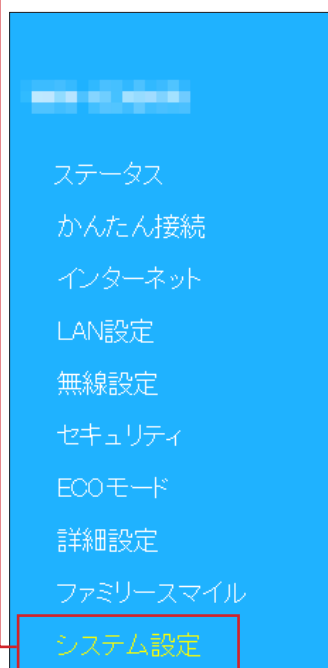 ステータス
かんたん接続
インターネット
LAN設定
無線設定
セキュリティ
ECOモード
詳細設定
ファミリースマイル
システム設定